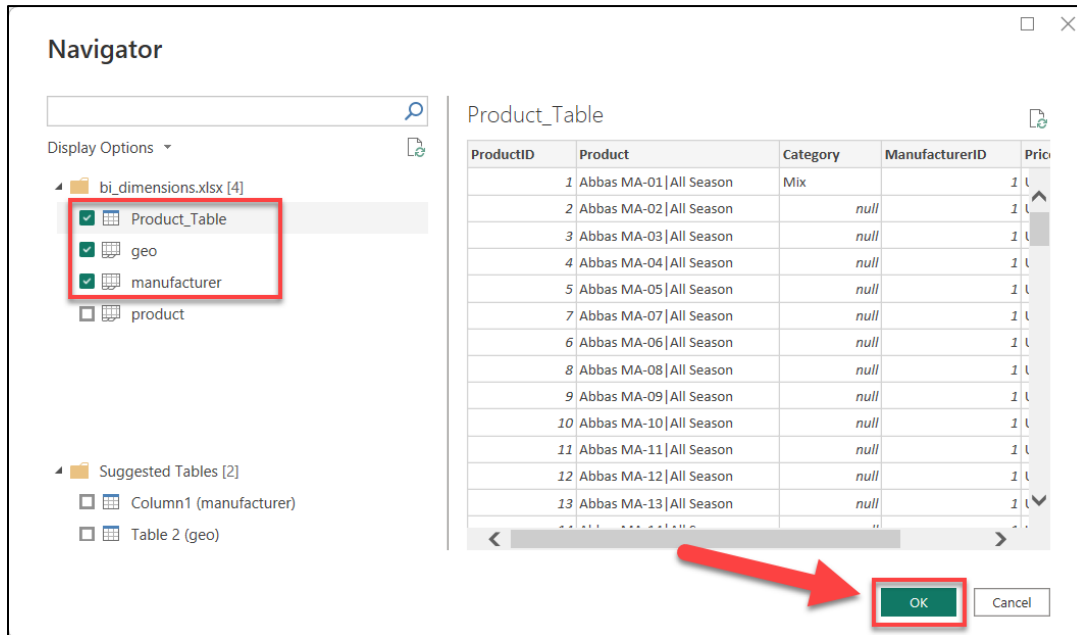 Navigator
Display Options
bi_dimensions.xlsx [4]
Product_Table
geo
manufacturer
product
Suggested Tables [2]
Column1 (manufacturer)
Table 2 (geo)
Product_Table
ProductID Product Category ManufacturerID Pric
1 Abbas MA-01|All Season Mix 1 U
2 Abbas MA-02|All Season null 1 U
3 Abbas MA-03|All Season null 1 U
4 Abbas MA-04|All Season null 1 U
5 Abbas MA-05|All Season null 1 U
7 Abbas MA-07|All Season null 1 U
6 Abbas MA-06|All Season null 1 U
8 Abbas MA-08|All Season null 1 U
9 Abbas MA-09|All Season null 1 U
10 Abbas MA-10|All Season null 1 U
11 Abbas MA-11|All Season null 1 U
12 Abbas MA-12|All Season null 1 U
13 Abbas MA-13|All Season null 1 U
OK Cancel